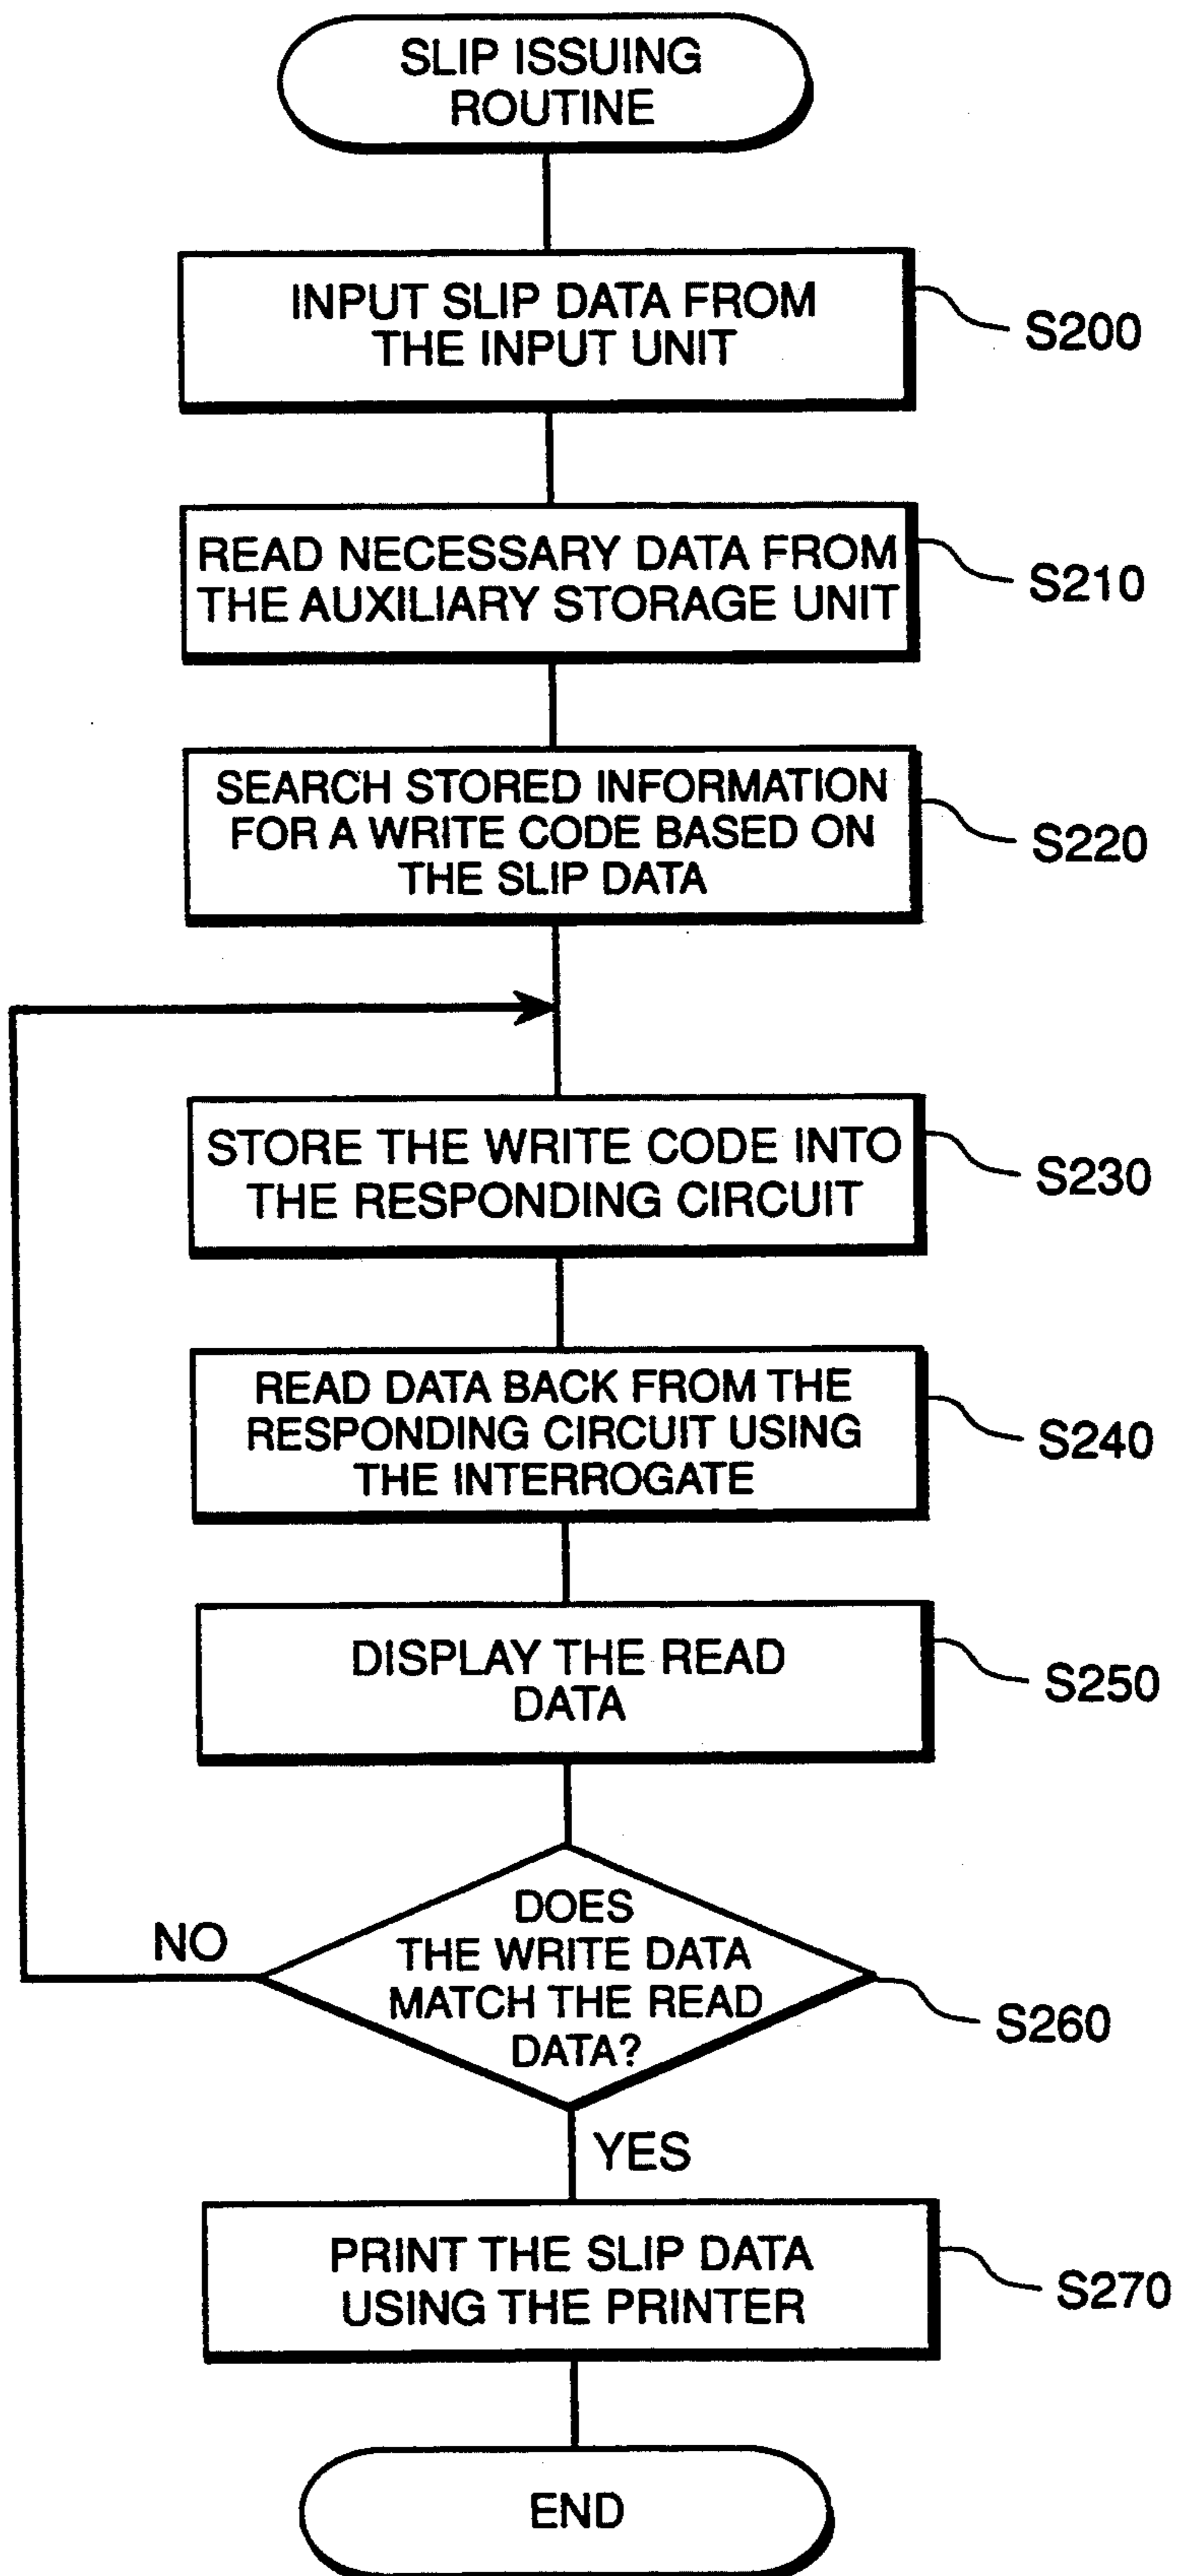 SLIP ISSUING
ROUTINE
INPUT SLIP DATA FROM
THE INPUT UNIT
S200
READ NECESSARY DATA FROM
THE AUXILIARY STORAGE UNIT
S210
SEARCH STORED INFORMATION
FOR A WRITE CODE BASED ON
THE SLIP DATA
S220
STORE THE WRITE CODE INTO
THE RESPONDING CIRCUIT
S230
READ DATA BACK FROM THE
RESPONDING CIRCUIT USING
THE INTERROGATE
S240
DISPLAY THE READ
DATA
S250
DOES
THE WRITE DATA
MATCH THE READ
DATA?
S260
NO
YES
PRINT THE SLIP DATA
USING THE PRINTER
S270
END